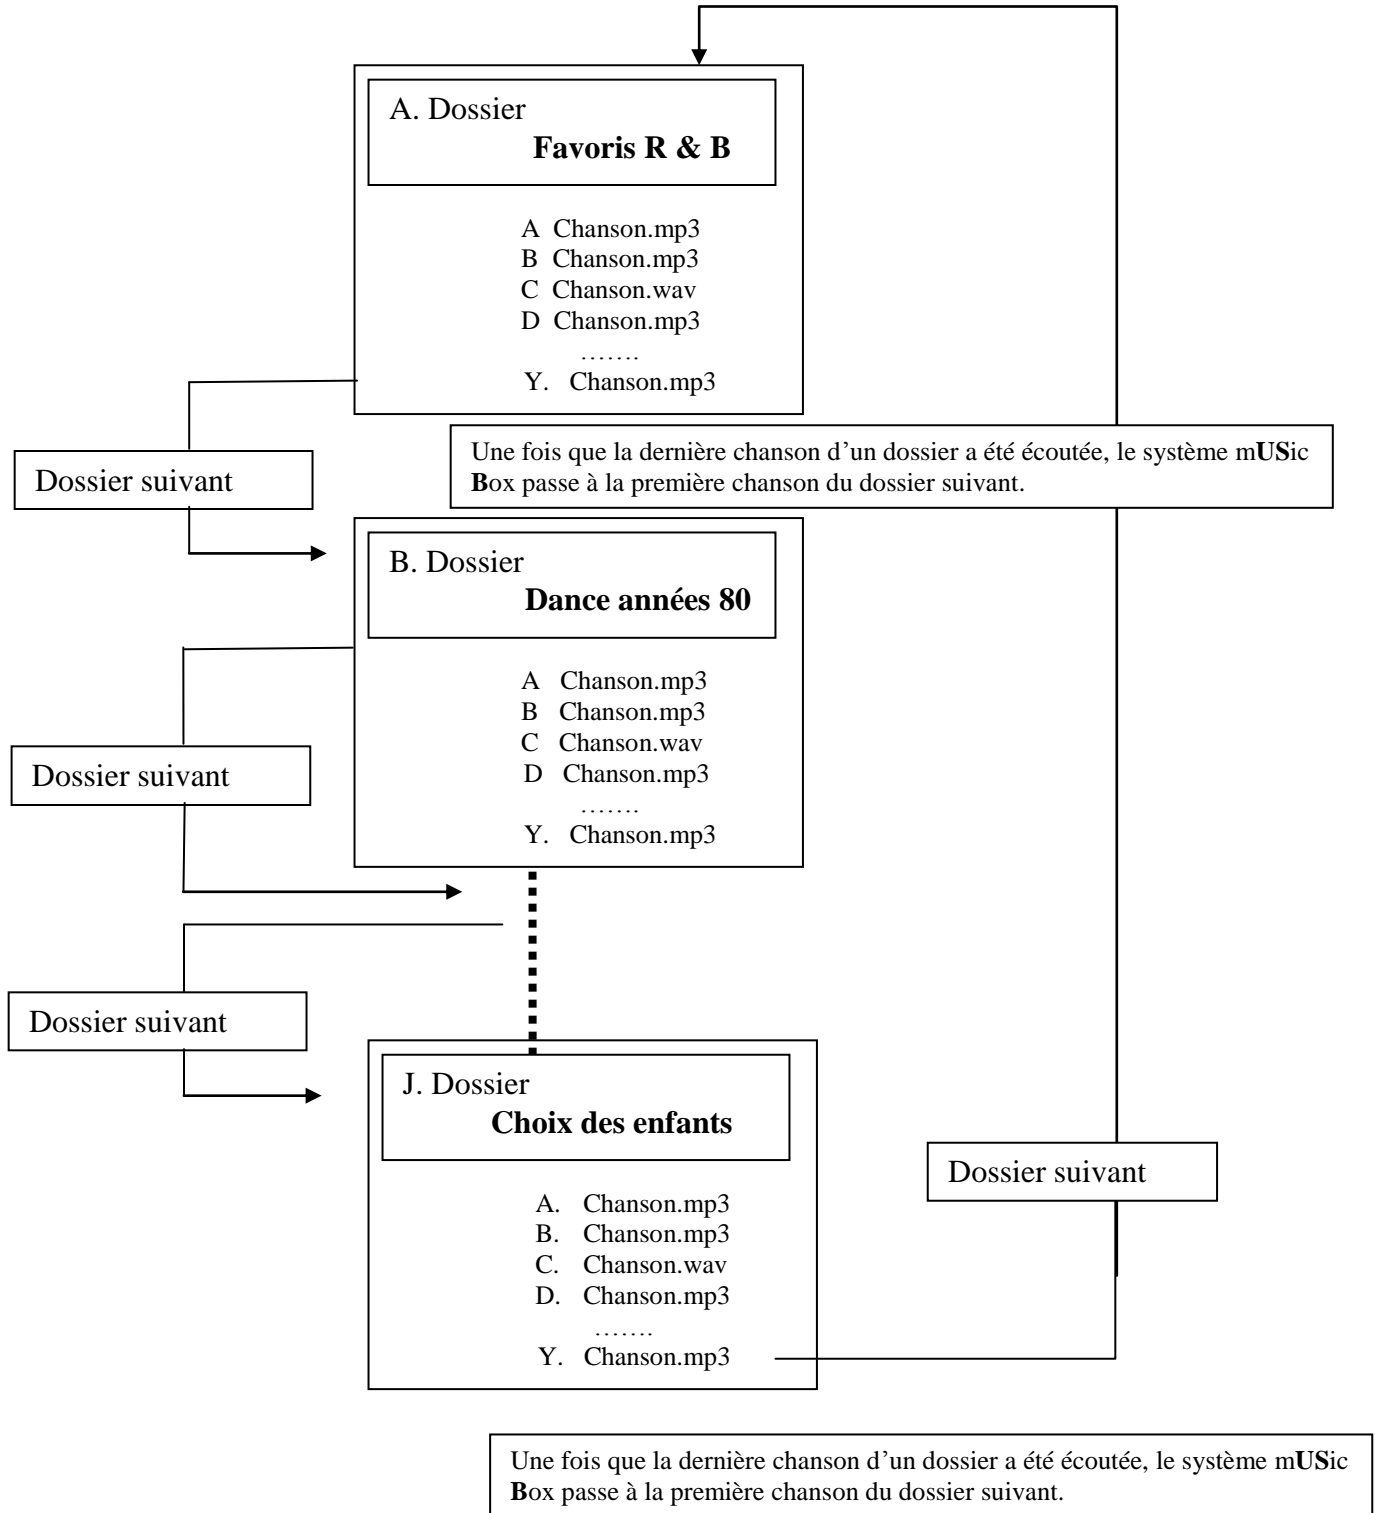 A. Dossier
Favoris R & B
A Chanson.mp3
B Chanson.mp3
C Chanson.wav
D Chanson.mp3
.......
Y. Chanson.mp3
Dossier suivant
Une fois que la dernière chanson d’un dossier a été écoutée, le système mUSic
Box passe à la première chanson du dossier suivant.
B. Dossier
Dance années 80
A Chanson.mp3
B Chanson.mp3
C Chanson.wav
D Chanson.mp3
.......
Y. Chanson.mp3
Dossier suivant
Dossier suivant
J. Dossier
Choix des enfants
A. Chanson.mp3
B. Chanson.mp3
C. Chanson.wav
D. Chanson.mp3
.......
Y. Chanson.mp3
Dossier suivant
Une fois que la dernière chanson d’un dossier a été écoutée, le système mUSic
Box passe à la première chanson du dossier suivant.